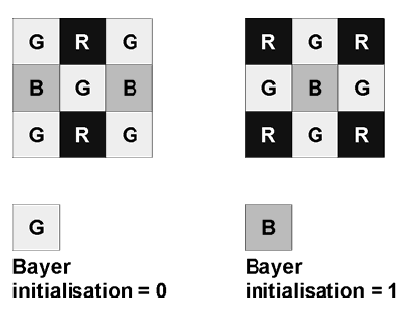 G R G
B G B
G R G
G
Bayer
initialisation = 0
R G R
G B G
R G R
B
Bayer
initialisation = 1